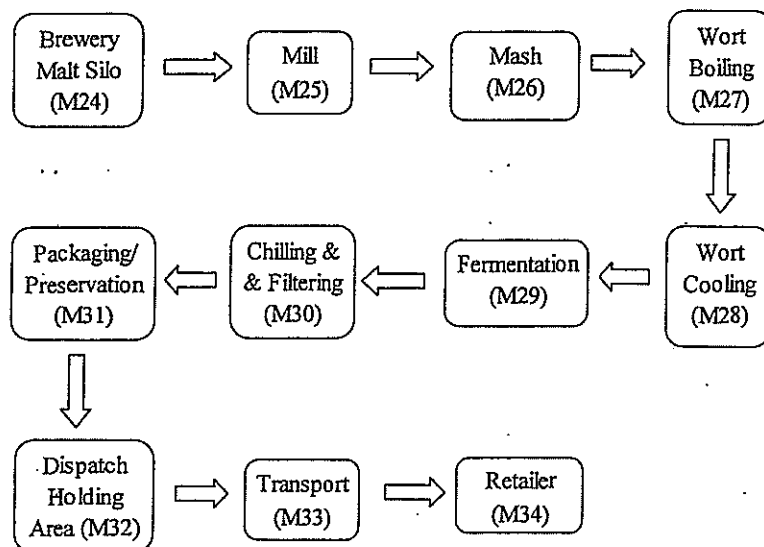 Brewery
Malt Silo
(M24)
Mill
(M25)
Mash
(M26)
Wort
Boiling
(M27)
Packaging/
Preservation
(M31)
Chilling &
& Filtering
(M30)
Fermentation
(M29)
Wort
Cooling
(M28)
Dispatch
Holding
Area (M32)
Transport
(M33)
Retailer
(M34)